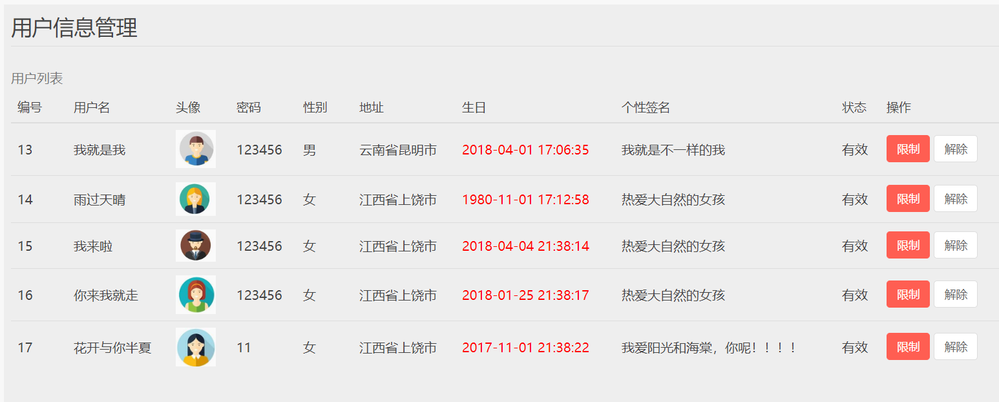 用户信息管理
用户列表
编号 用户名 头像 密码 性别 地址 生日 个性签名 状态 操作
13 我就是我 123456 男 云南省昆明市 2018-04-01 17:06:35 我就是不一样的我 有效 限制 解除
14 雨过天晴 123456 女 江西省上饶市 1980-11-01 17:12:58 热爱大自然的女孩 有效 限制 解除
15 我来啦 123456 女 江西省上饶市 2018-04-04 21:38:14 热爱大自然的女孩 有效 限制 解除
16 你来我就走 123456 女 江西省上饶市 2018-01-25 21:38:17 热爱大自然的女孩 有效 限制 解除
17 花开与你半夏 11 女 江西省上饶市 2017-11-01 21:38:22 我爱阳光和海棠，你呢！！！！ 有效 限制 解除